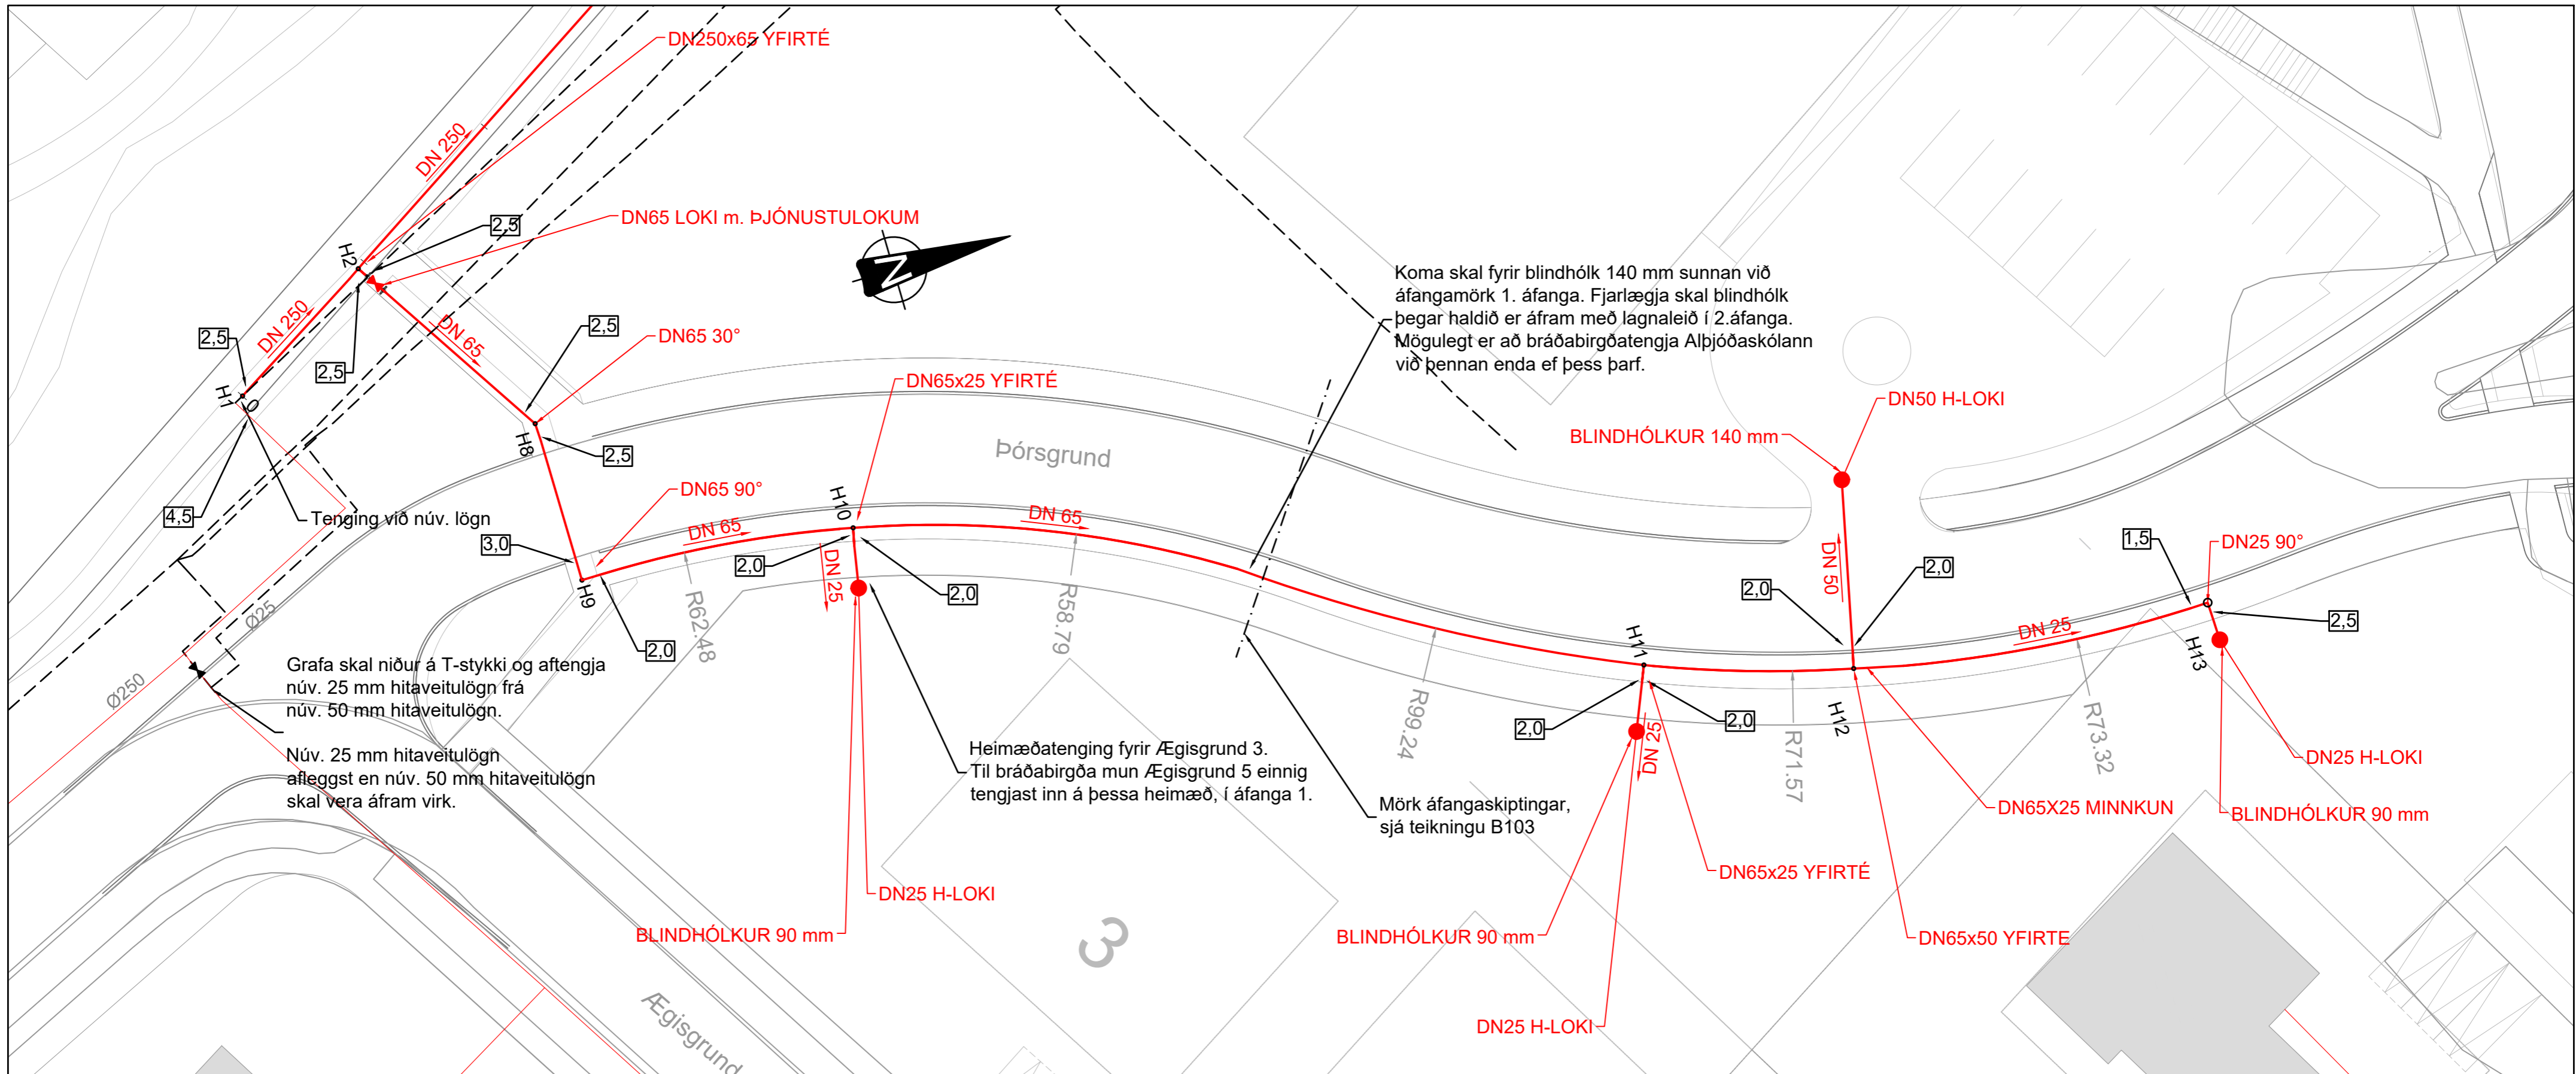 DN250x65 YFIRTÉ
DN 250
DN65 LOKI m. ÞJÓNUSTULOKUM
2,5
H2
N
Koma skal fyrir blindhólk 140 mm sunnan við
áfangamörk 1. áfanga. Fjarlægja skal blindhólk
þegar haldið er áfram með lagnaleið í 2.áfanga.
Mögulegt er að bráðabirgðatengja Alþjóðaskólann
við þennan enda ef þess þarf.
DN 250
2,5
2,5
DN 65
2,5
DN65 30°
H1
DN65x25 YFIRTÉ
DN50 H-LOKI
BLINDHÓLKUR 140 mm
H8
2,5
Þórsgrund
4,5
Tenging við núv. lögn
DN65 90°
H10
DN 65
DN 65
3,0
2,0
DN 25
2,0
H9
2,0
R62.48
R58.79
DN 50
2,0
2,0
1,5
DN25 90°
2,5
DN 25
H13
Ø25
Ø250
Grafa skal niður á T-stykki og aftengja
núv. 25 mm hitaveitulögn frá
núv. 50 mm hitaveitulögn.
Núv. 25 mm hitaveitulögn
afleggst en núv. 50 mm hitaveitulögn
skal vera áfram virk.
Heimæðatenging fyrir Ægisgrund 3.
Til bráðabirgða mun Ægisgrund 5 einnig
tengjast inn á þessa heimæð, í áfanga 1.
Mörk áfangaskiptingar,
sjá teikningu B103
R99.24
H11
2,0
2,0
DN 25
R71.57
H12
R73.32
DN25 H-LOKI
DN65X25 MINNKUN
BLINDHÓLKUR 90 mm
DN65x25 YFIRTÉ
DN25 H-LOKI
BLINDHÓLKUR 90 mm
3
BLINDHÓLKUR 90 mm
DN65x50 YFIRTE
DN25 H-LOKI
Ægisgrund